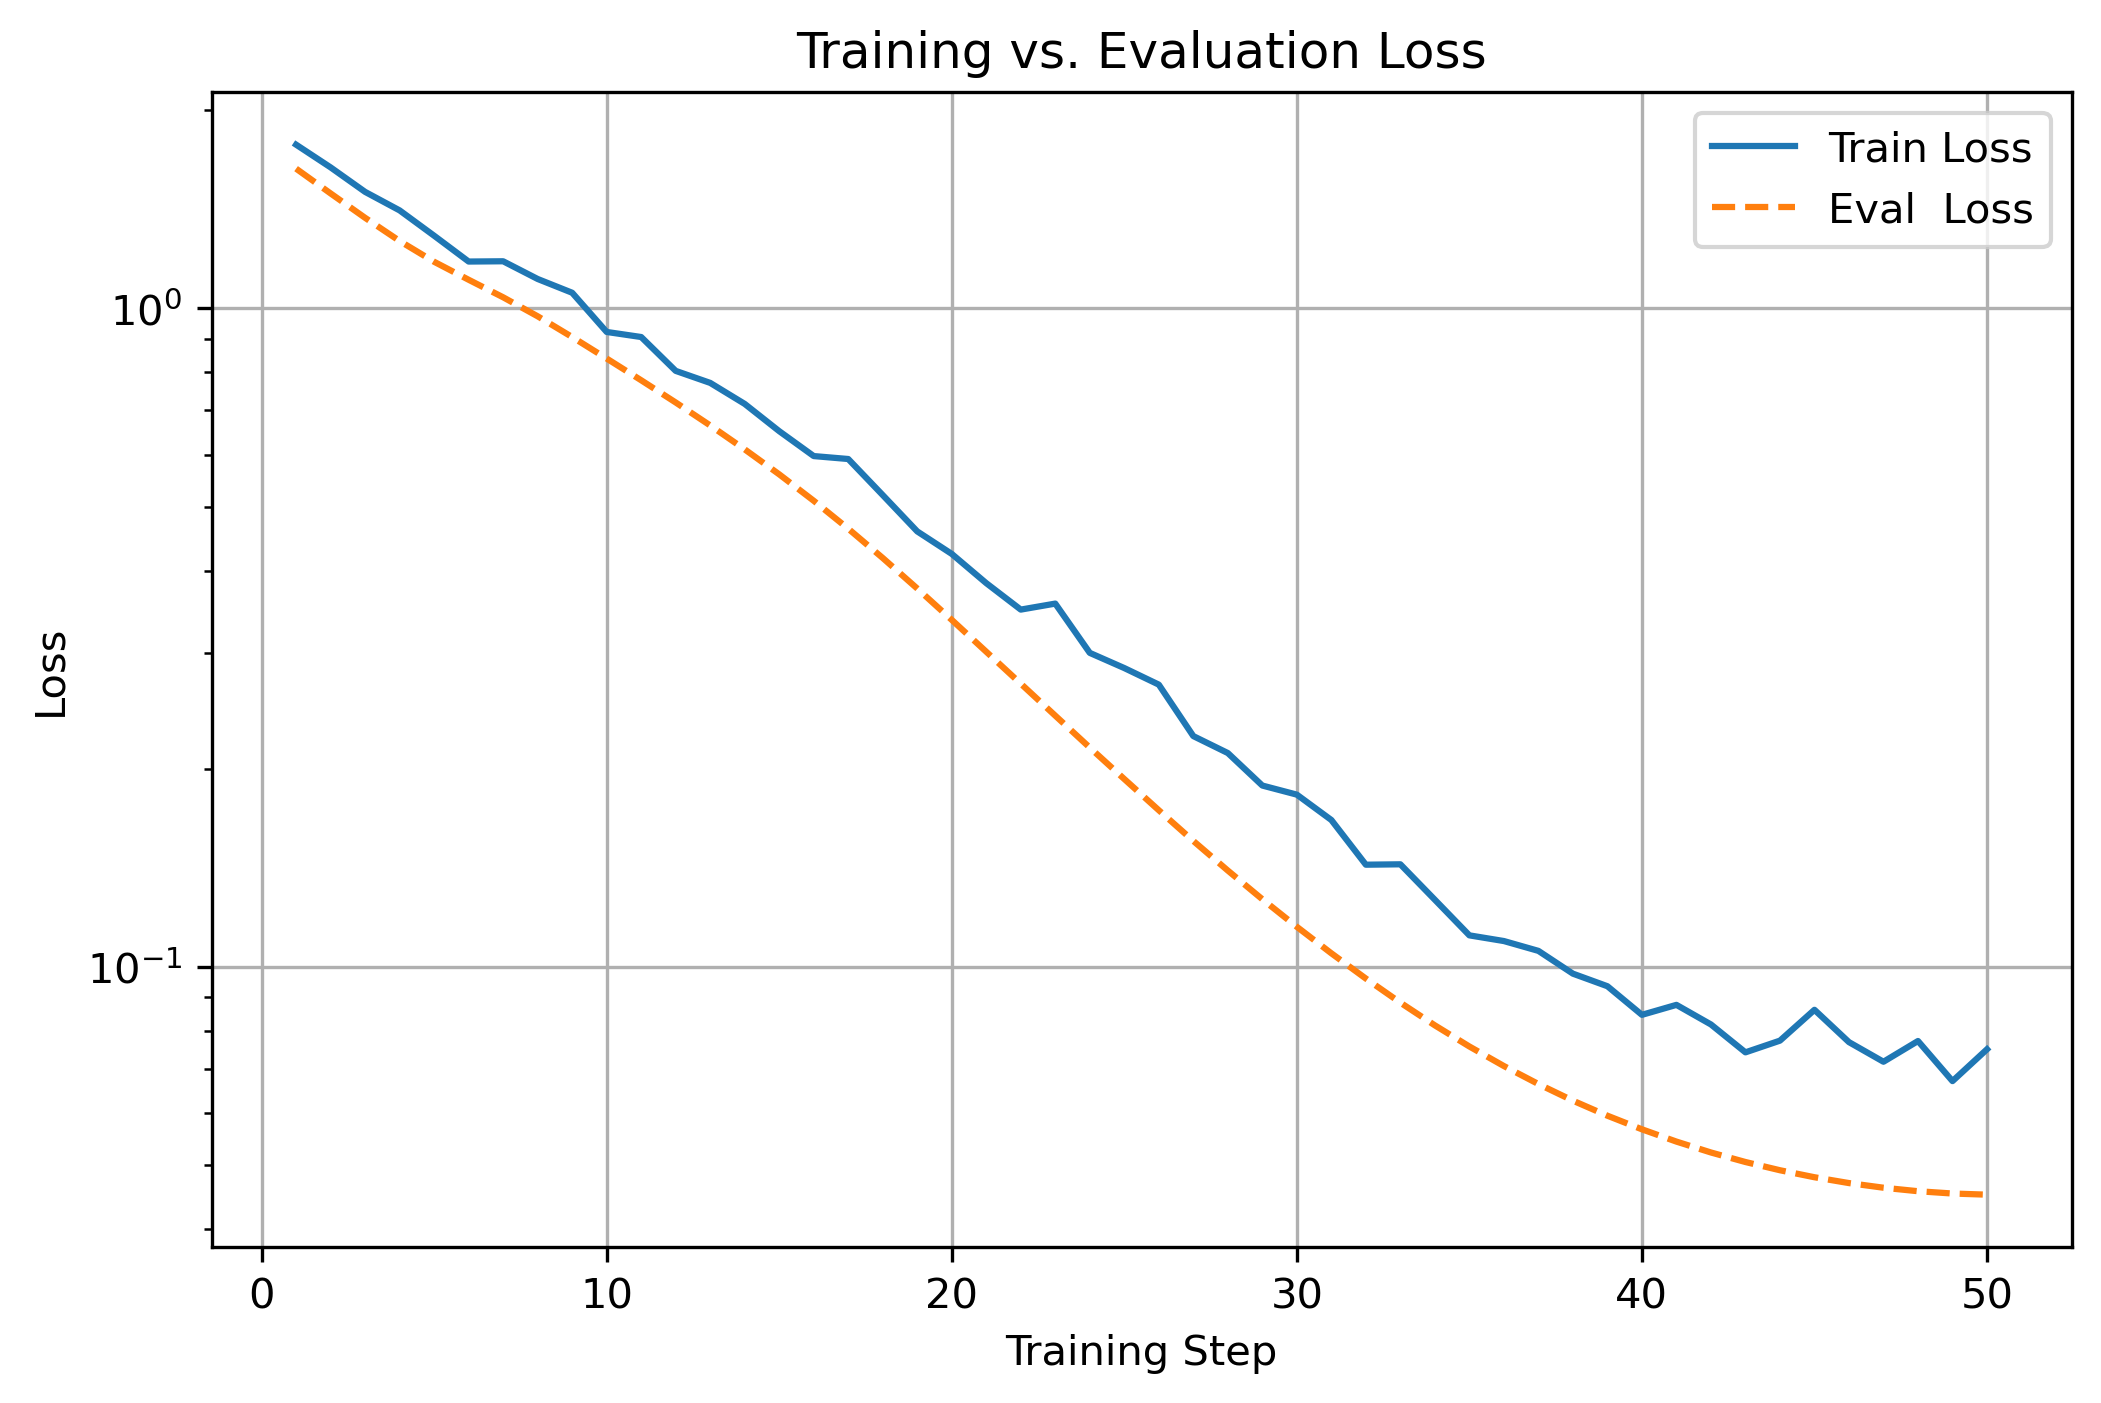 Training vs. Evaluation Loss
Train Loss
Eval  Loss
10⁰
10⁻¹
Loss
0 10 20 30 40 50
Training Step